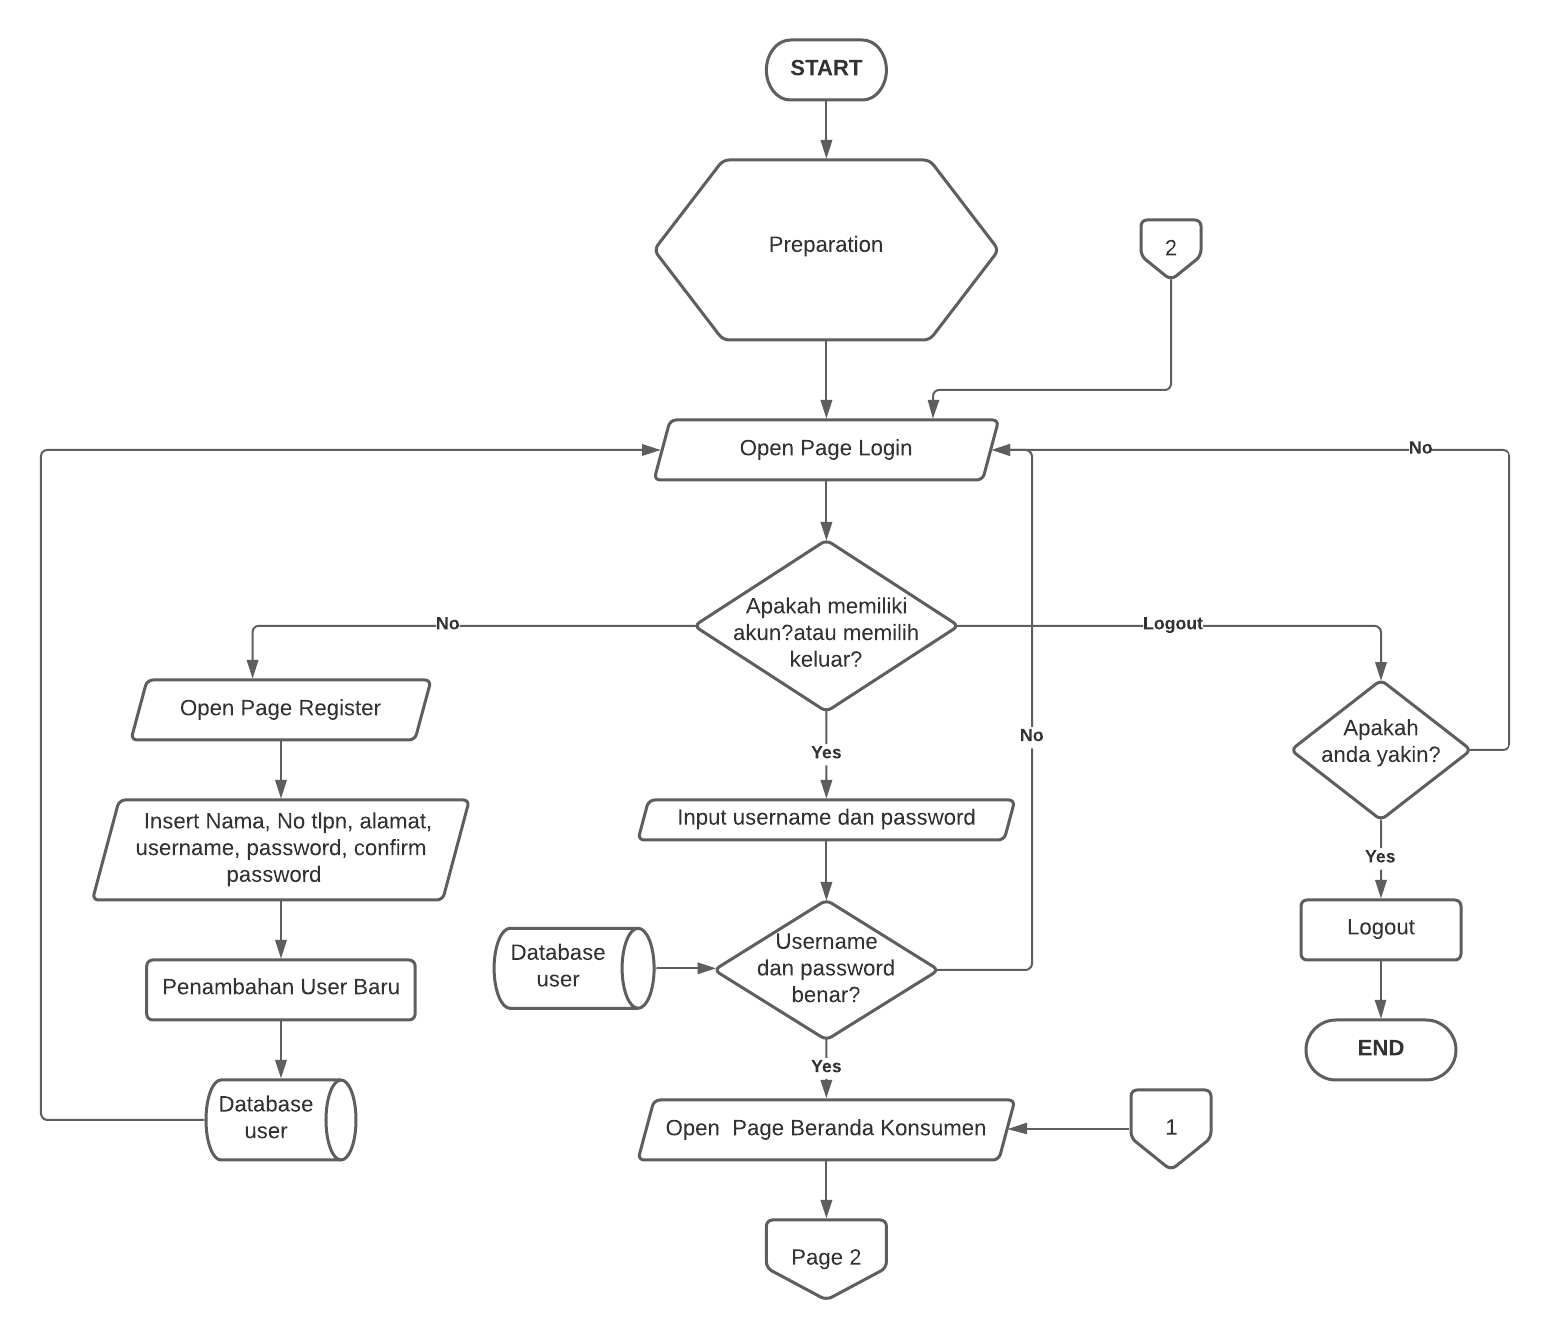 START
Preparation
2
Open Page Login
No
Apakah memiliki
akun?atau memilih
keluar?
No
Logout
Open Page Register
Yes
No
Apakah
anda yakin?
Insert Nama, No tlpn, alamat,
username, password, confirm
password
Input username dan password
Yes
Logout
Database
user
Username
dan password
benar?
Penambahan User Baru
END
Yes
Database
user
Open  Page Beranda Konsumen
1
Page 2